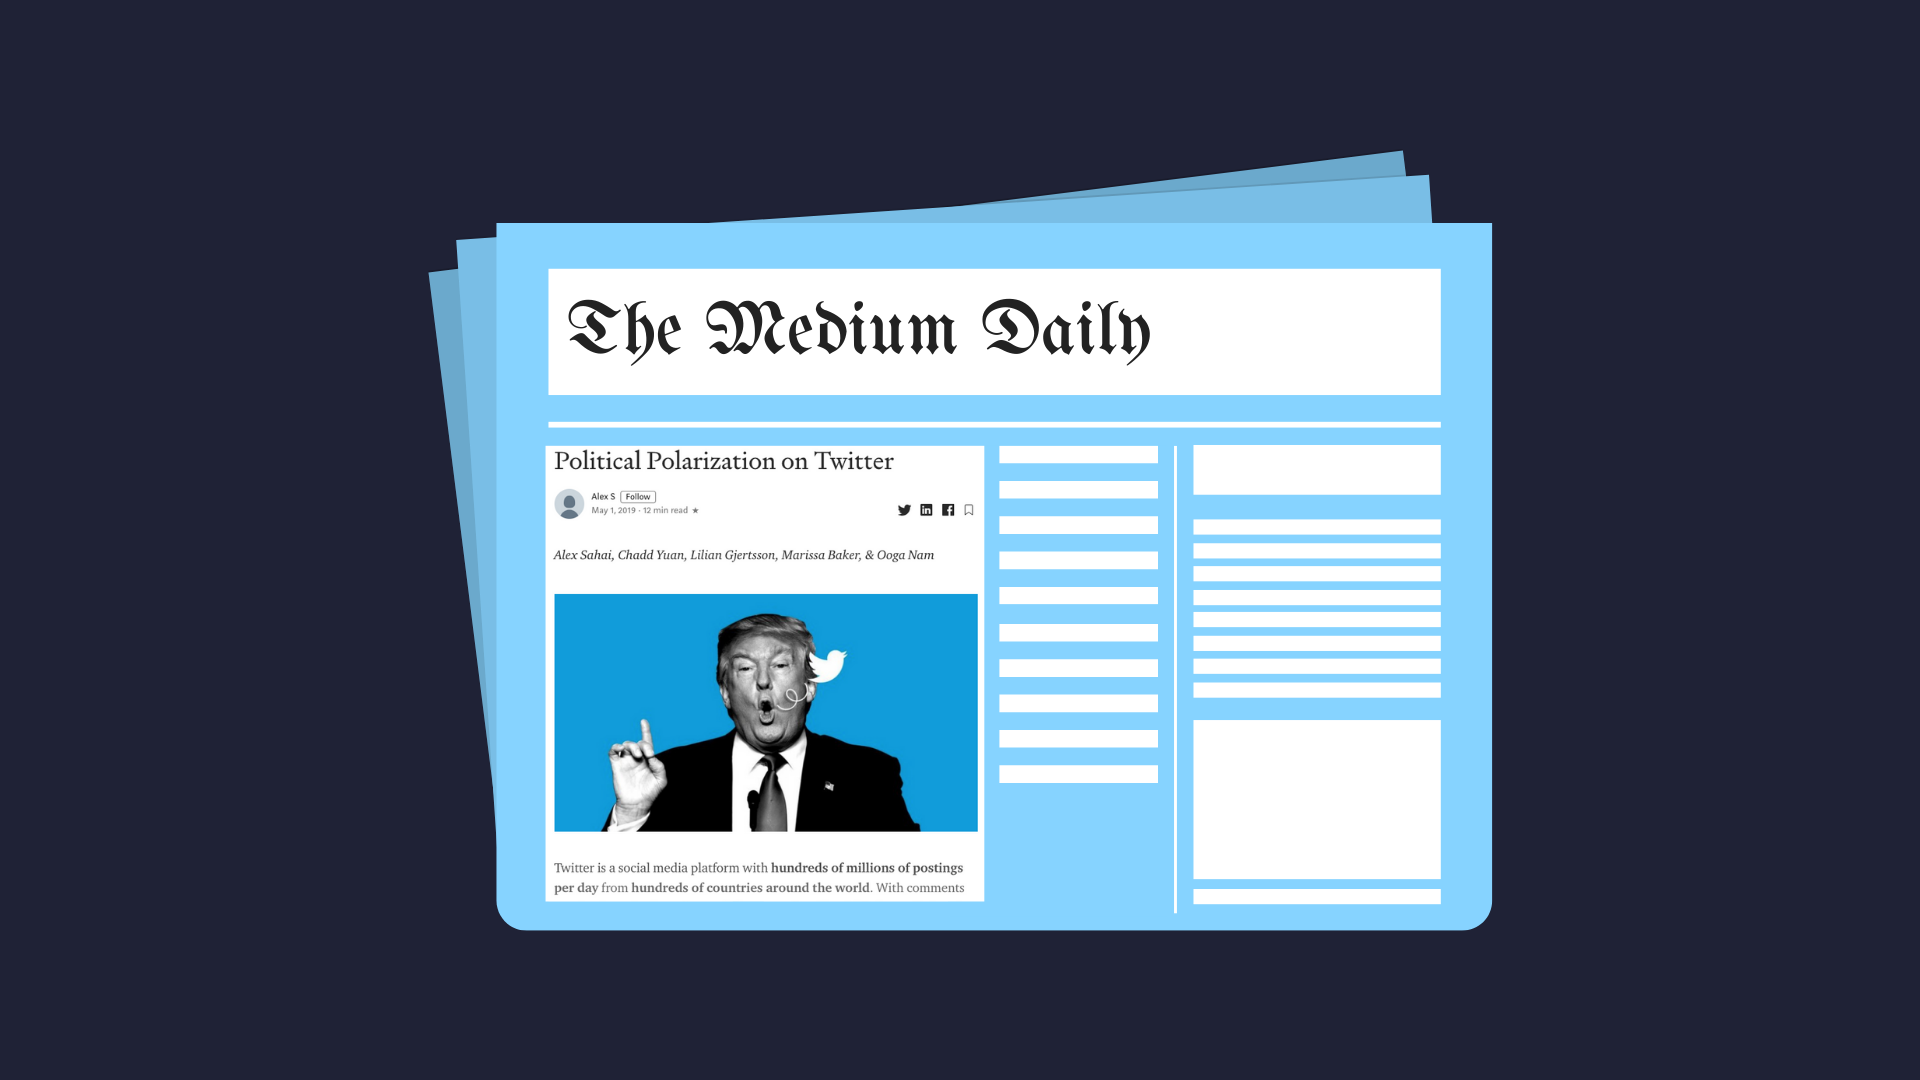 The Medium Daily
Political Polarization on Twitter
Alex S Follow
May 1, 2019 · 12 min read ★
Alex Sahai, Chadd Yuan, Lilian Gjertsson, Marissa Baker, & Ooga Nam
Twitter is a social media platform with hundreds of millions of postings
per day from hundreds of countries around the world. With comments